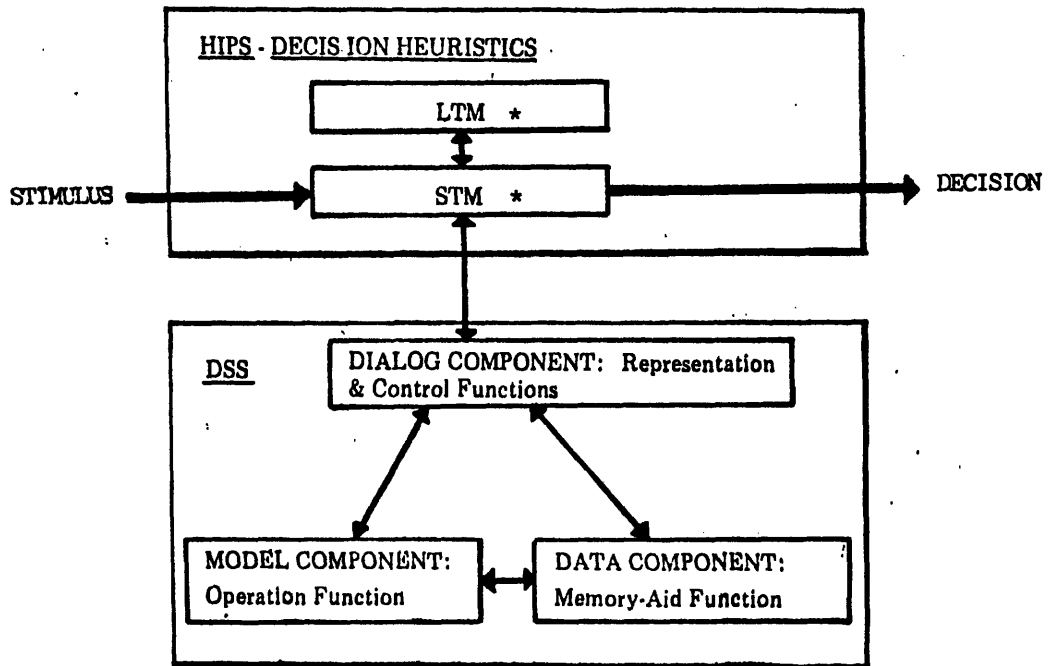 HIPS - DECISION HEURISTICS
LTM *
STIMULUS
STM *
DECISION
DSS
DIALOG COMPONENT: Representation
& Control Functions
MODEL COMPONENT:
Operation Function
DATA COMPONENT:
Memory-Aid Function